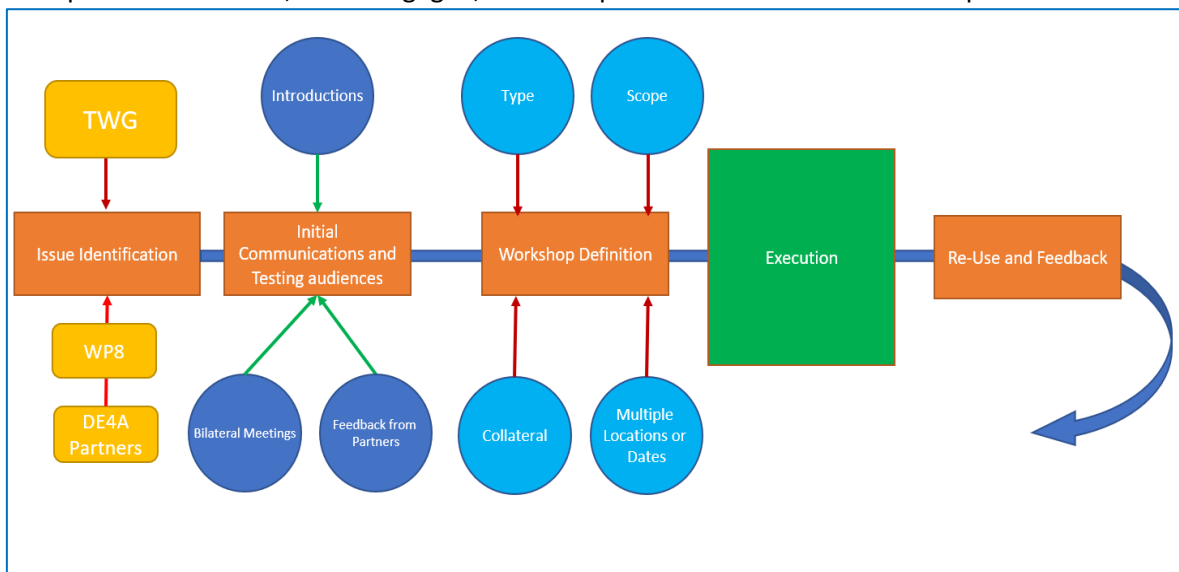 TWG
Introductions
Type
Scope
Issue Identification
Initial
Communications and
Testing audiences
Workshop Definition
Execution
Re-Use and Feedback
WP8
DE4A
Partners
Bilateral Meetings
Feedback from
Partners
Collateral
Multiple
Locations or
Dates